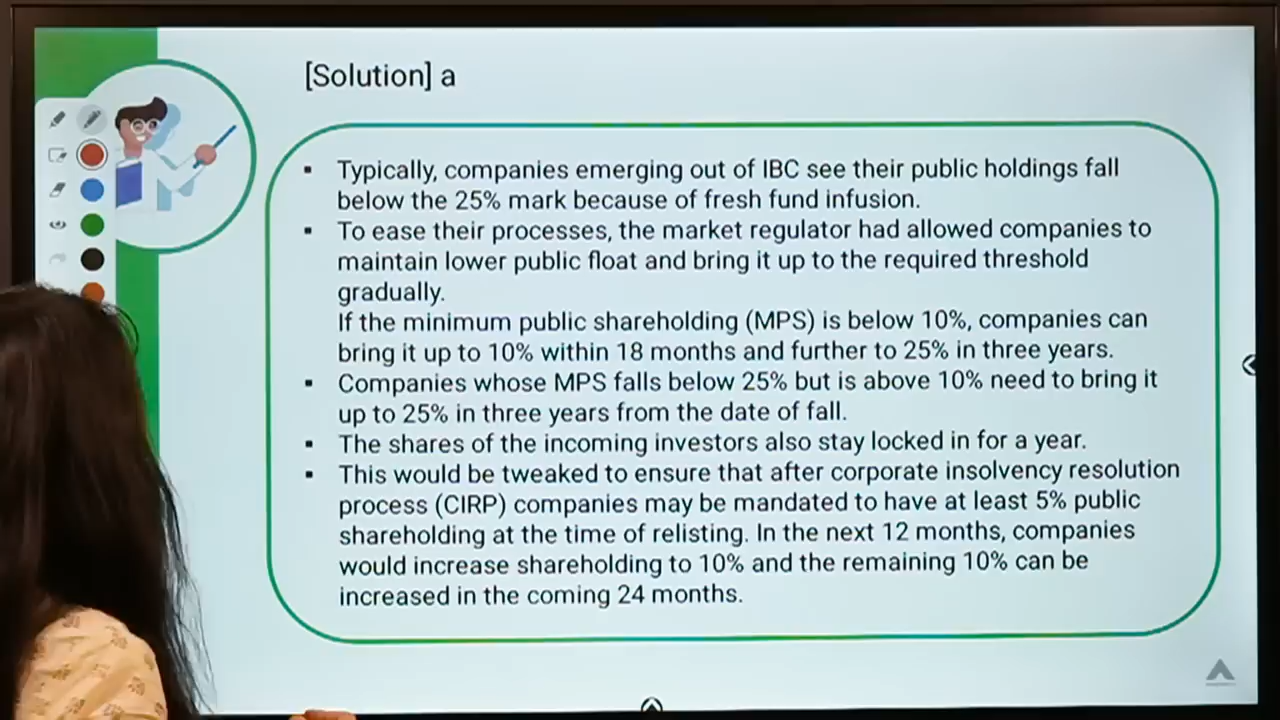 [Solution] a
▪ Typically, companies emerging out of IBC see their public holdings fall
below the 25% mark because of fresh fund infusion.
▪ To ease their processes, the market regulator had allowed companies to
maintain lower public float and bring it up to the required threshold
gradually.
If the minimum public shareholding (MPS) is below 10%, companies can
bring it up to 10% within 18 months and further to 25% in three years.
▪ Companies whose MPS falls below 25% but is above 10% need to bring it
up to 25% in three years from the date of fall.
▪ The shares of the incoming investors also stay locked in for a year.
▪ This would be tweaked to ensure that after corporate insolvency resolution
process (CIRP) companies may be mandated to have at least 5% public
shareholding at the time of relisting. In the next 12 months, companies
would increase shareholding to 10% and the remaining 10% can be
increased in the coming 24 months.